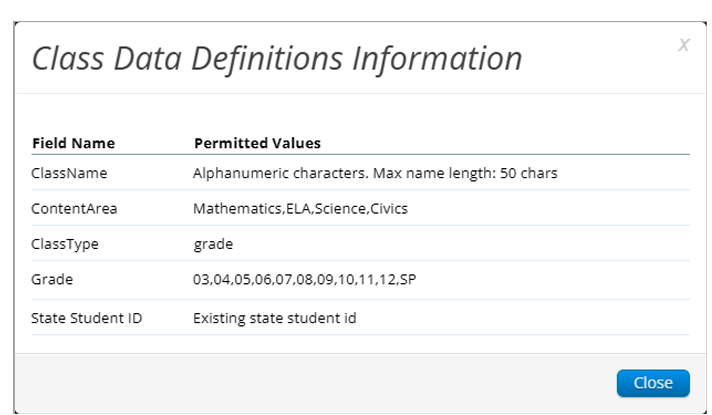 Class Data Definitions Information
X
Field Name Permitted Values
ClassName Alphanumeric characters. Max name length: 50 chars
ContentArea Mathematics,ELA,Science,Civics
ClassType grade
Grade 03,04,05,06,07,08,09,10,11,12,SP
State Student ID Existing state student id
Close